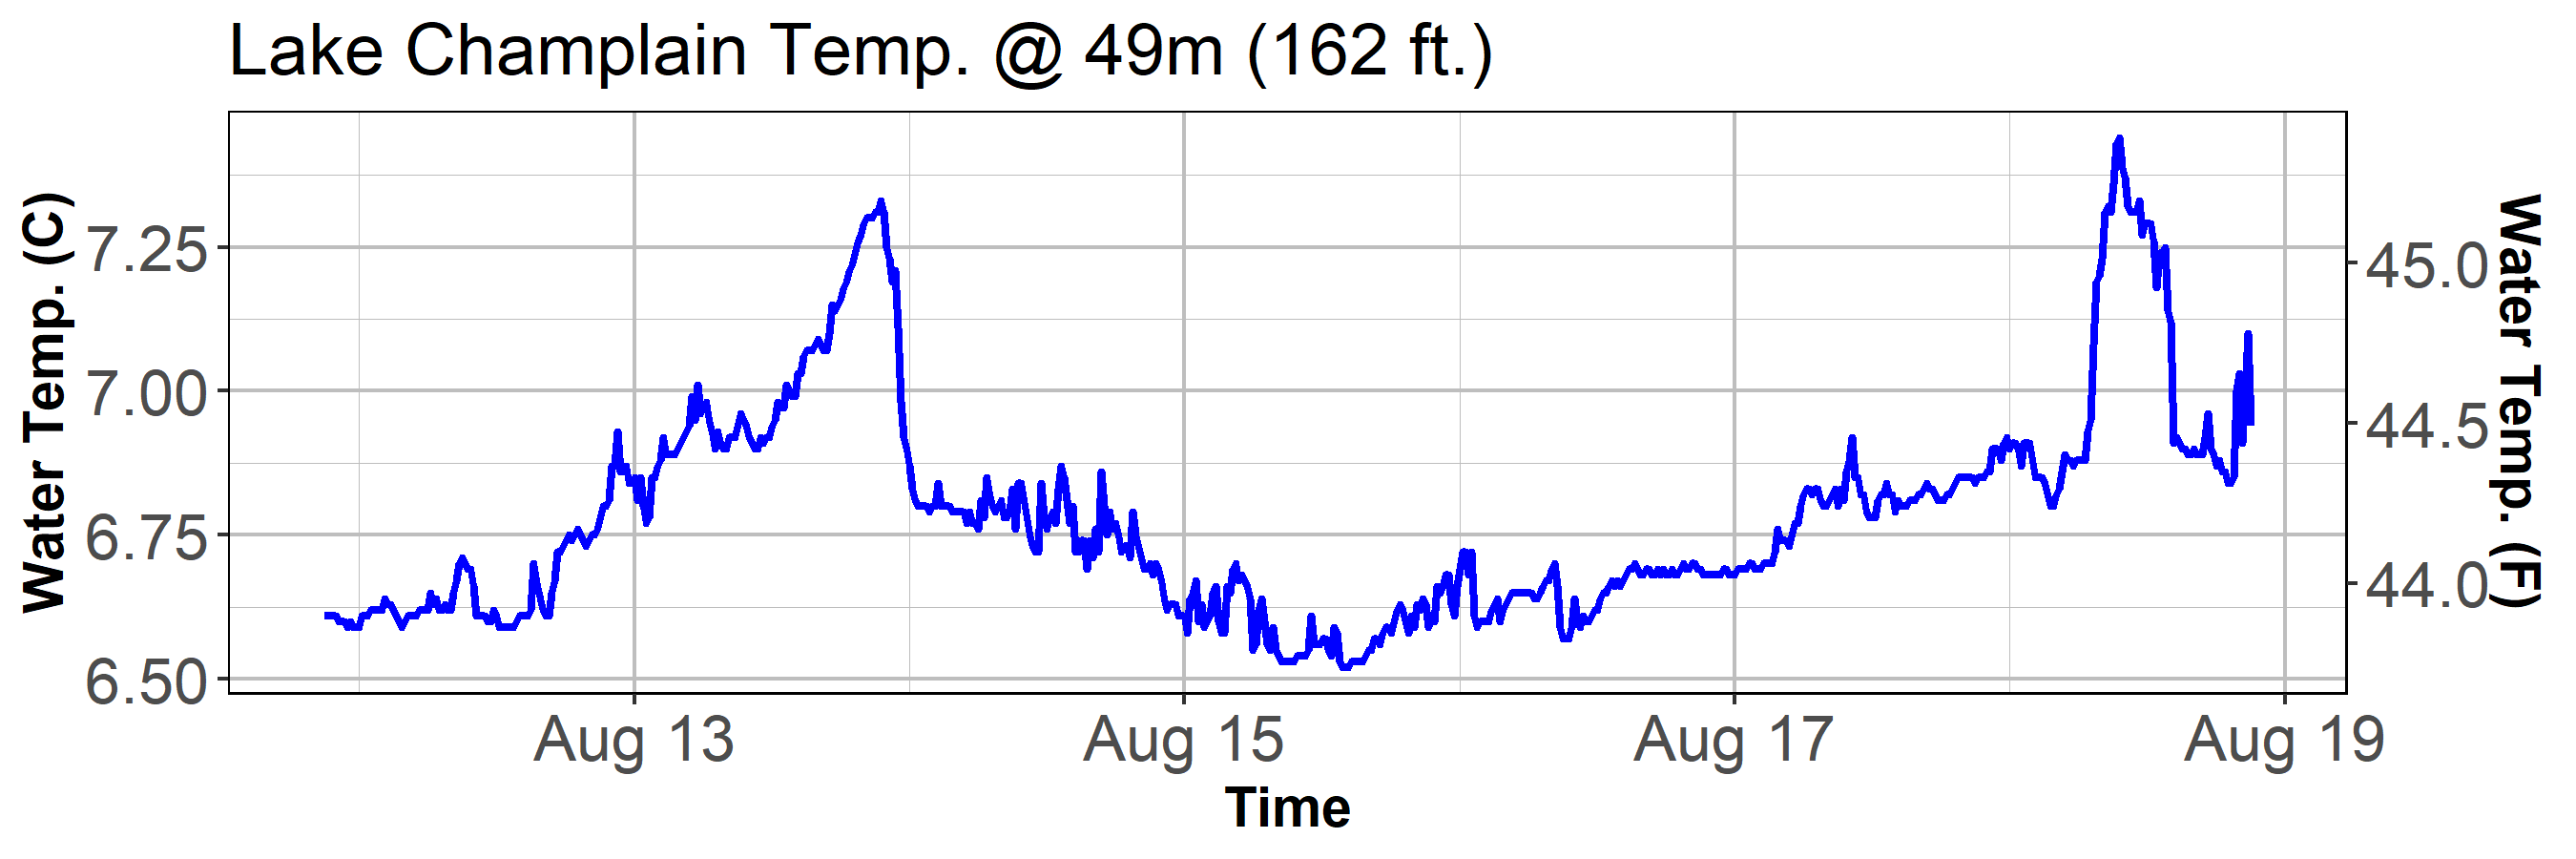 Lake Champlain Temp. @ 49m (162 ft.)
Water Temp. (C)
7.25
7.00
6.75
6.50
45.0
44.5
44.0
Water Temp. (F)
Aug 13
Aug 15
Aug 17
Aug 19
Time